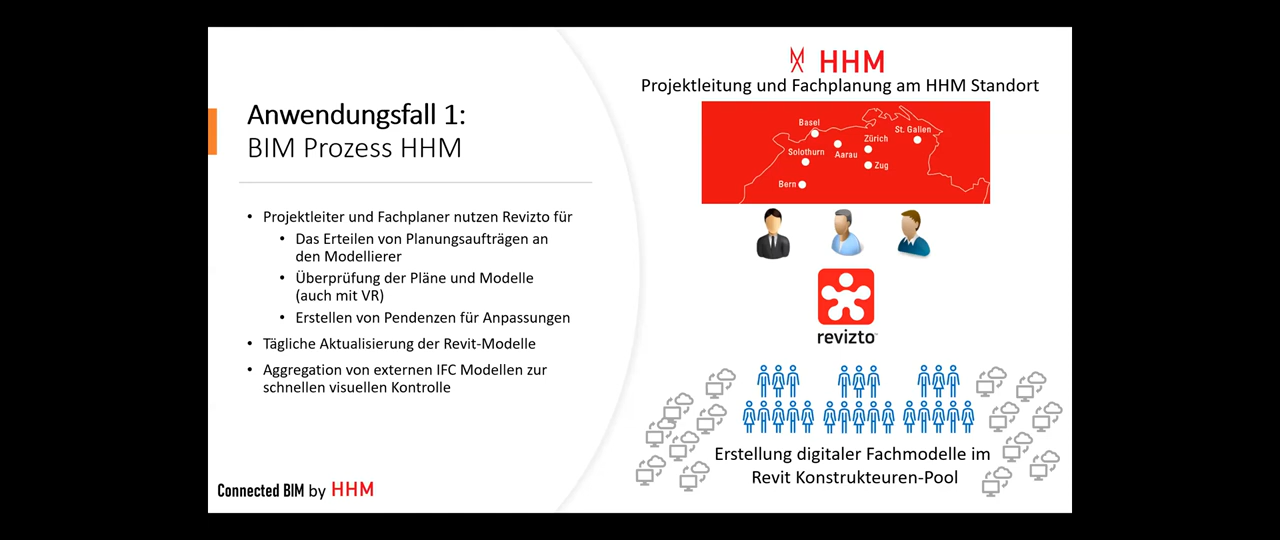 Anwendungsfall 1:
BIM Prozess HHM
• Projektleiter und Fachplaner nutzen Revizto für
• Das Erteilen von Planungsaufträgen an
den Modellierer
• Überprüfung der Pläne und Modelle
(auch mit VR)
• Erstellen von Pendenzen für Anpassungen
• Tägliche Aktualisierung der Revit-Modelle
• Aggregation von externen IFC Modellen zur
schnellen visuellen Kontrolle
Connected BIM by HHM
HHM
Projektleitung und Fachplanung am HHM Standort
Basel
St. Gallen
Zürich
Solothurn
Aarau
Zug
Bern
revizto
Erstellung digitaler Fachmodelle im
Revit Konstrukteuren-Pool